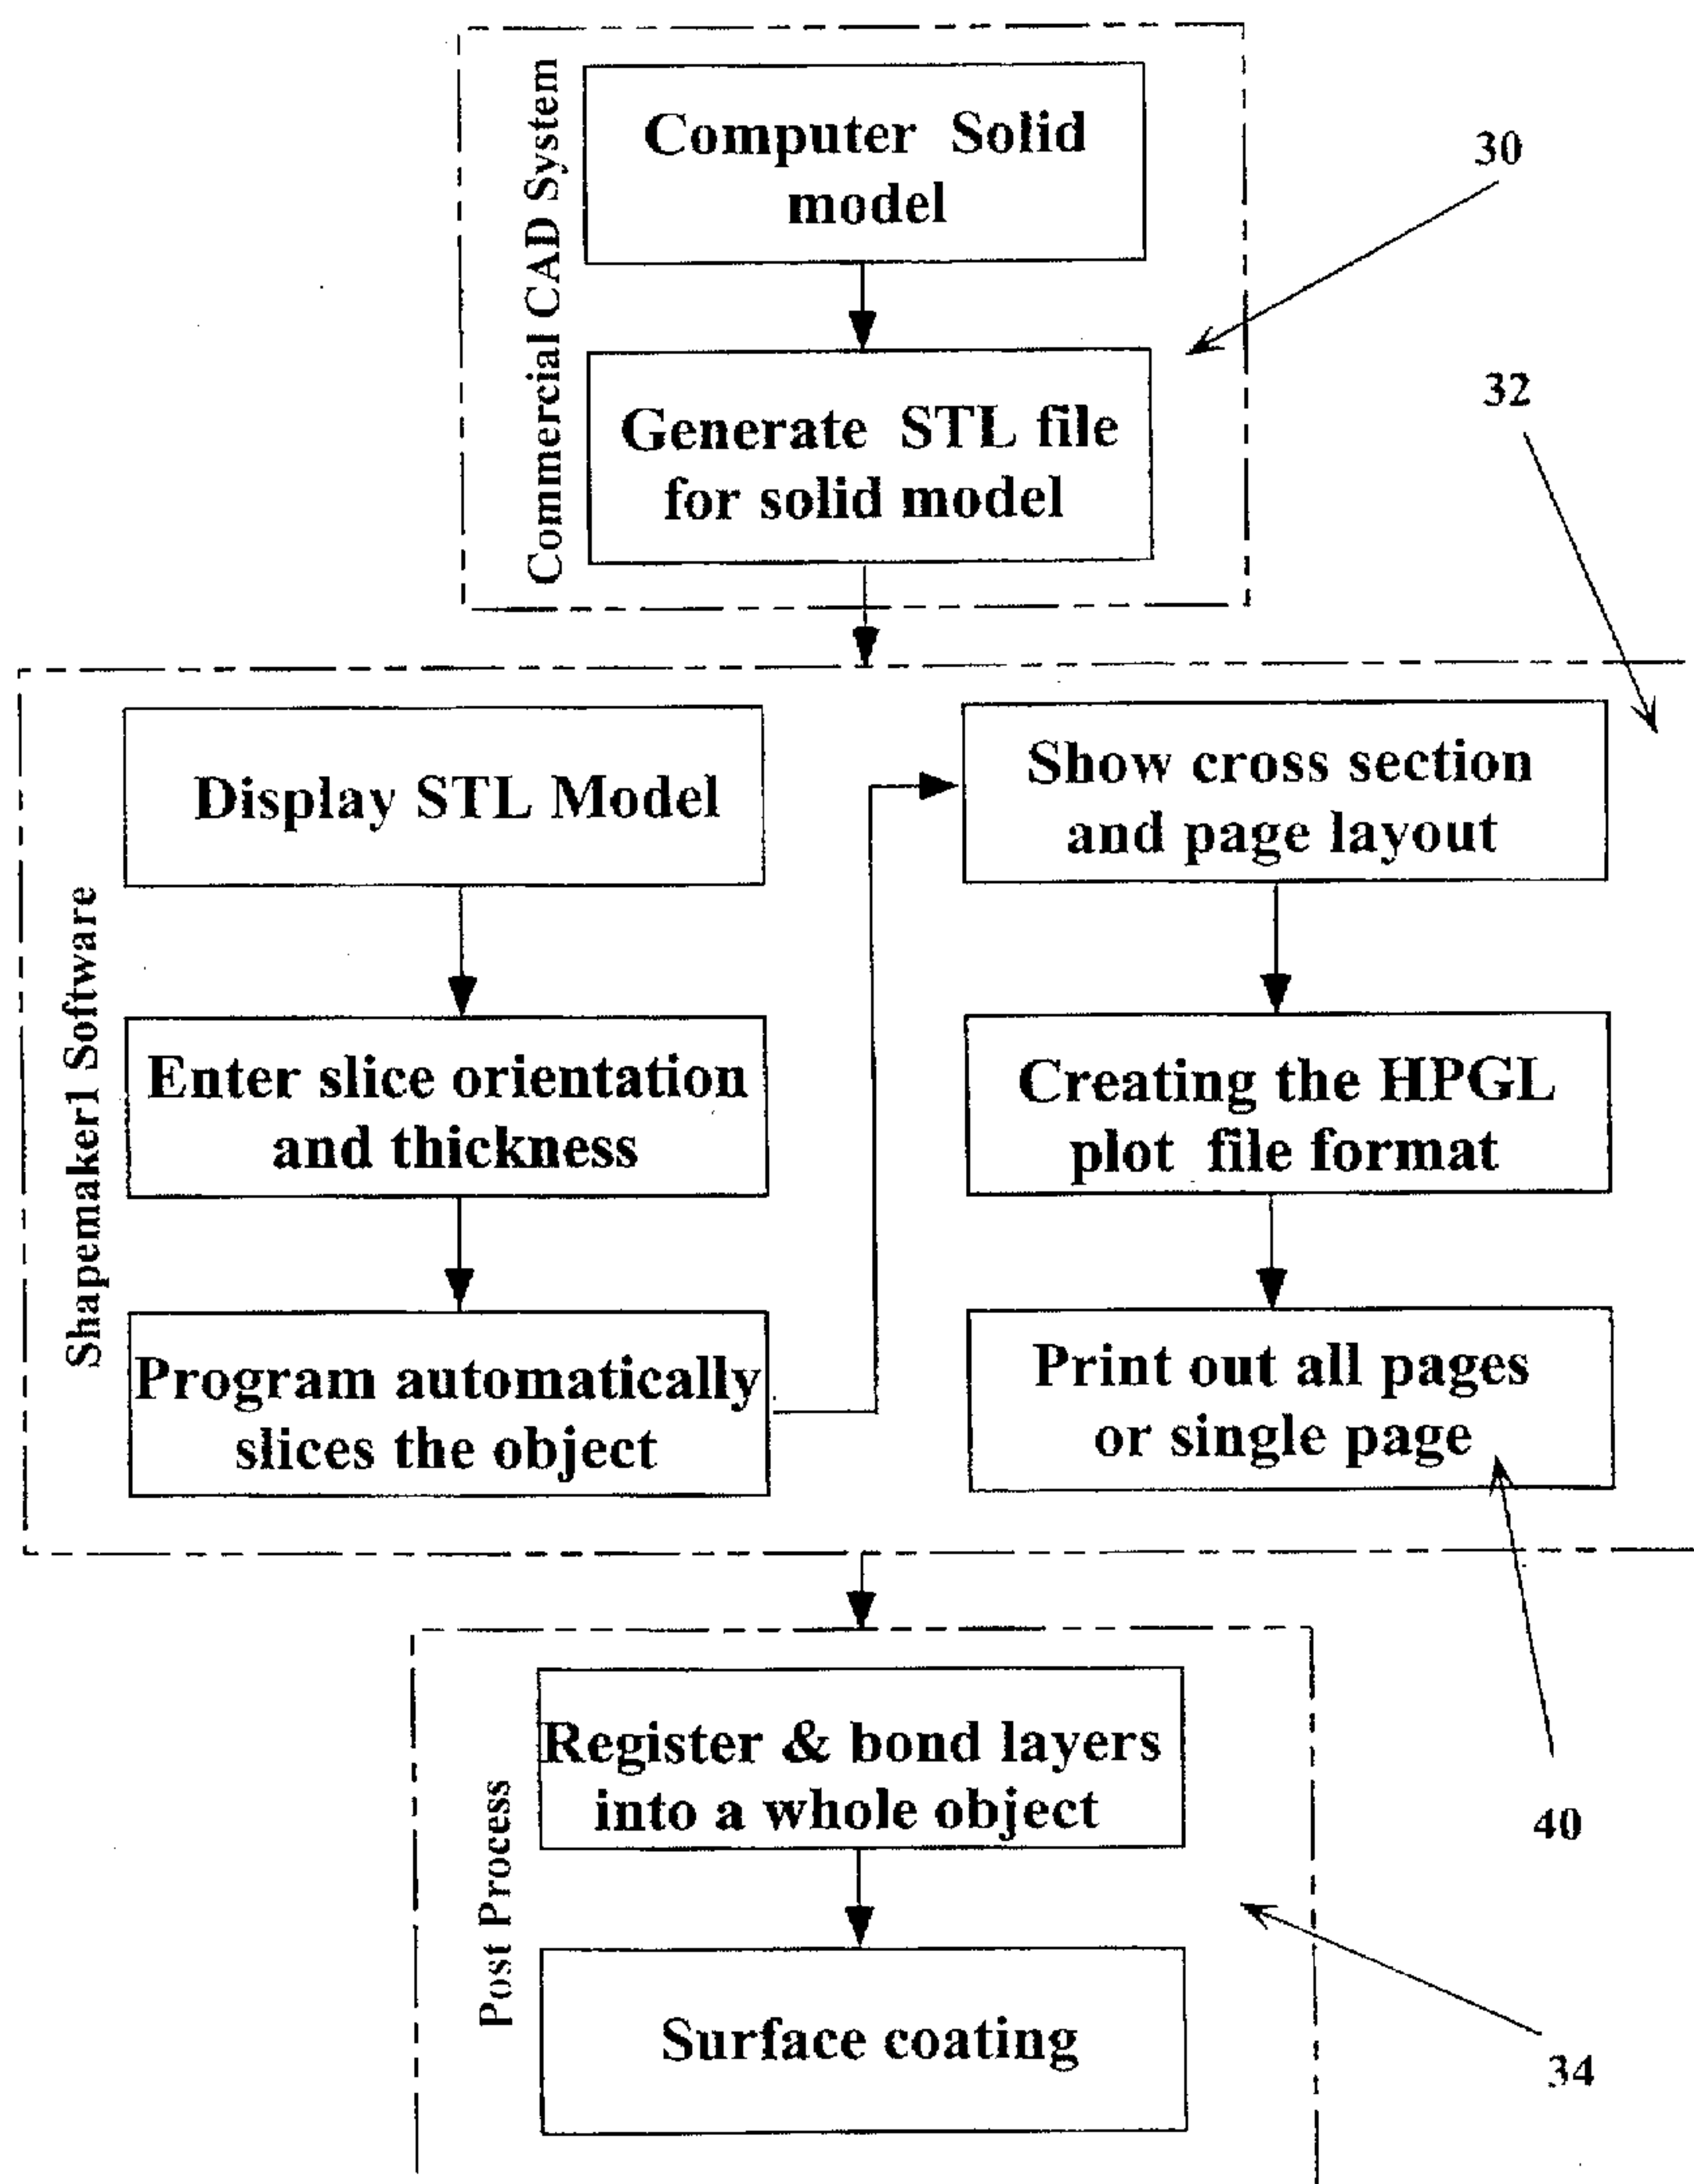 Commercial CAD System
Computer Solid
model
30
Generate STL file
for solid model
32
Shapemaker1 Software
Display STL Model
Enter slice orientation
and thickness
Program automatically
slices the object
Show cross section
and page layout
Creating the HPGL
plot file format
Print out all pages
or single page
40
Post Process
Register & bond layers
into a whole object
Surface coating
34